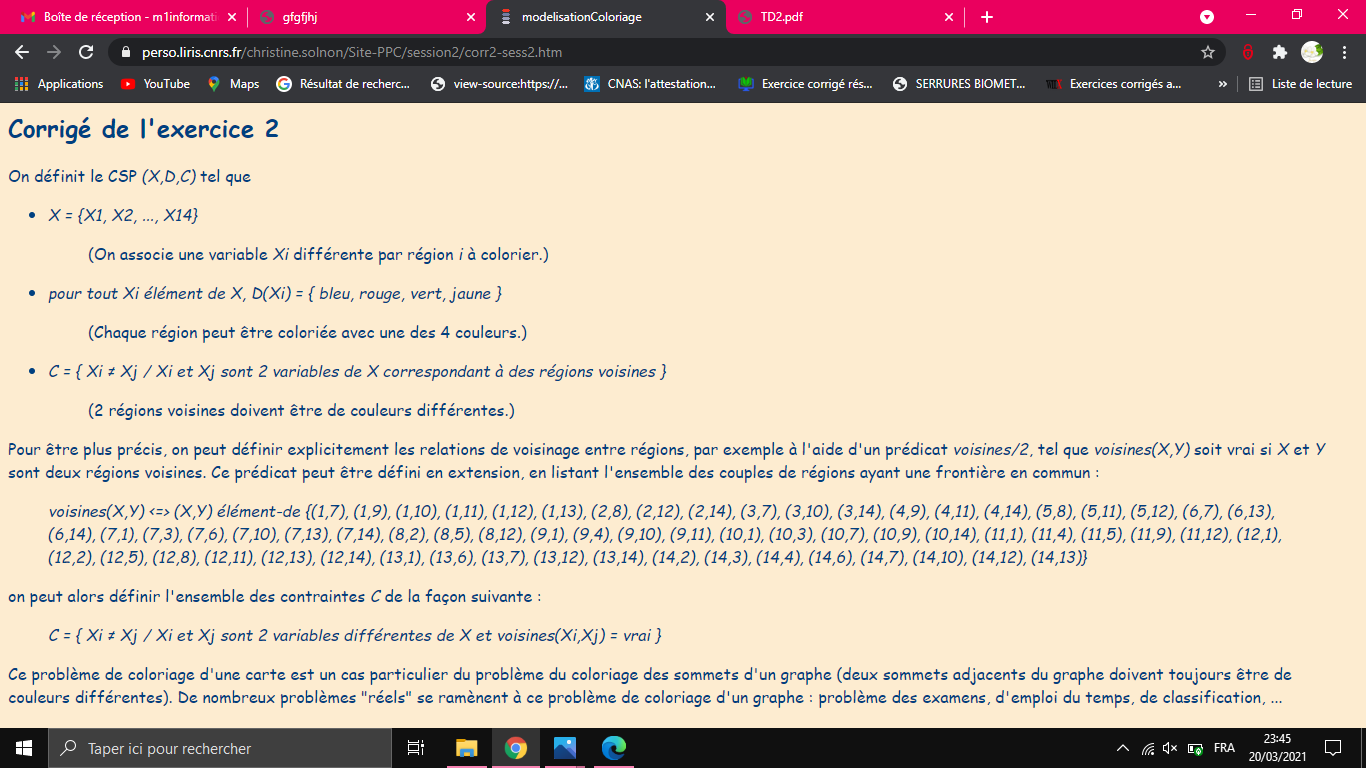 Boîte de réception - m1informati
gfgfjhj
modelisationColoriage
TD2.pdf
perso.liris.cnrs.fr/christine.solnon/Site-PPC/session2/corr2-sess2.htm
Applications
YouTube
Maps
Résultat de recherc...
view-source:https://...
CNAS: l'attestation...
Exercice corrigé rés...
SERRURES BIOMET...
Exercices corrigés a...
»
Liste de lecture
Corrigé de l'exercice 2
On définit le CSP (X,D,C) tel que
• X = {X1, X2, ..., X14}
(On associe une variable Xi différente par région i à colorier.)
• pour tout Xi élément de X, D(Xi) = { bleu, rouge, vert, jaune }
(Chaque région peut être coloriée avec une des 4 couleurs.)
• C = { Xi ≠ Xj / Xi et Xj sont 2 variables de X correspondant à des régions voisines }
(2 régions voisines doivent être de couleurs différentes.)
Pour être plus précis, on peut définir explicitement les relations de voisinage entre régions, par exemple à l'aide d'un prédicat voisines/2, tel que voisines(X,Y) soit vrai si X et Y
sont deux régions voisines. Ce prédicat peut être défini en extension, en listant l'ensemble des couples de régions ayant une frontière en commun :
voisines(X,Y) <=> (X,Y) élément-de {(1,7), (1,9), (1,10), (1,11), (1,12), (1,13), (2,8), (2,12), (2,14), (3,7), (3,10), (3,14), (4,9), (4,11), (4,14), (5,8), (5,11), (5,12), (6,7), (6,13),
(6,14), (7,1), (7,3), (7,6), (7,10), (7,13), (7,14), (8,2), (8,5), (8,12), (9,1), (9,4), (9,10), (9,11), (10,1), (10,3), (10,7), (10,9), (10,14), (11,1), (11,4), (11,5), (11,9), (11,12), (12,1),
(12,2), (12,5), (12,8), (12,11), (12,13), (12,14), (13,1), (13,6), (13,7), (13,12), (13,14), (14,2), (14,3), (14,4), (14,6), (14,7), (14,10), (14,12), (14,13)}
on peut alors définir l'ensemble des contraintes C de la façon suivante :
C = { Xi ≠ Xj / Xi et Xj sont 2 variables différentes de X et voisines(Xi,Xj) = vrai }
Ce problème de coloriage d'une carte est un cas particulier du problème du coloriage des sommets d'un graphe (deux sommets adjacents du graphe doivent toujours être de
couleurs différentes). De nombreux problèmes "réels" se ramènent à ce problème de coloriage d'un graphe : problème des examens, d'emploi du temps, de classification, ...
Taper ici pour rechercher
FRA
23:45
20/03/2021